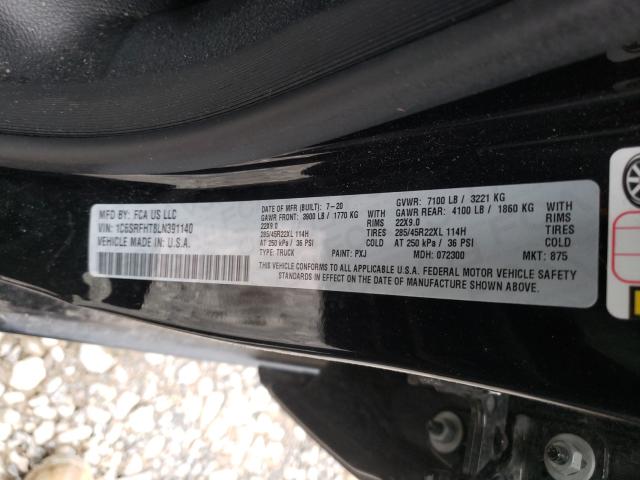 MFD BY: FCA US LLC
VIN: 1C6SRFHT8LN391140
VEHICLE MADE IN U.S.A.
DATE OF MFR (BUILT): 7-20
GAWR FRONT: 3900 LB / 1770 KG WITH
22X9.0 RIMS
285/45R22XL 114H TIRES
AT 250 kPa / 36 PSI
TYPE: TRUCK PAINT: PXJ
GVWR: 7100 LB / 3221 KG
GAWR REAR: 4100 LB / 1860 KG WITH
22X9.0 RIMS
285/45R22XL 114H TIRES
AT 250 kPa / 36 PSI
MDH: 072300 MKT: 875
THIS VEHICLE CONFORMS TO ALL APPLICABLE U.S.A. FEDERAL MOTOR VEHICLE SAFETY
STANDARDS IN EFFECT ON THE DATE OF MANUFACTURE SHOWN ABOVE